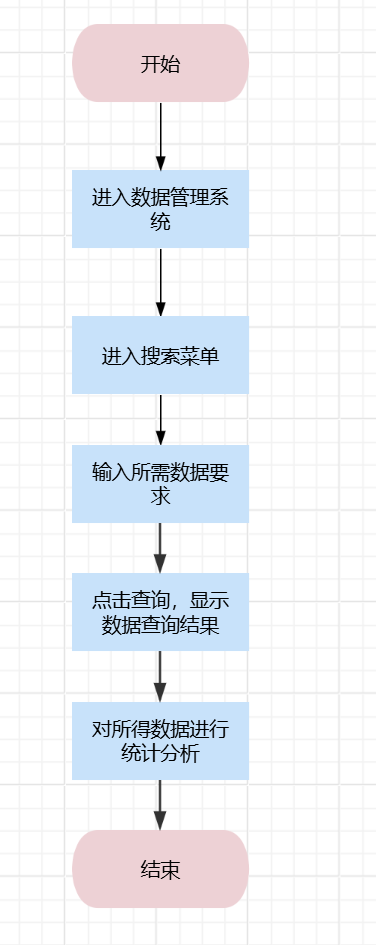 开始
进入数据管理系
统
进入搜索菜单
输入所需数据要
求
点击查询，显示
数据查询结果
对所得数据进行
统计分析
结束